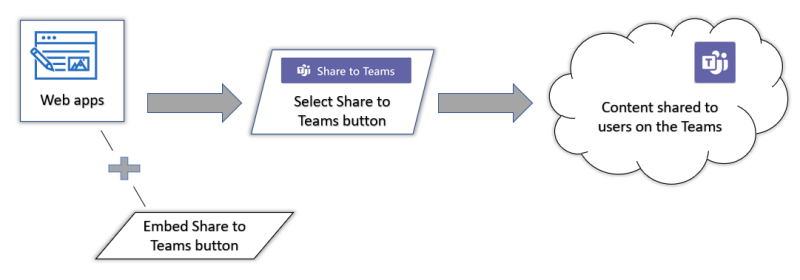 Web apps
Share to Teams
Select Share to
Teams button
Content shared to
users on the Teams
Embed Share to
Teams button